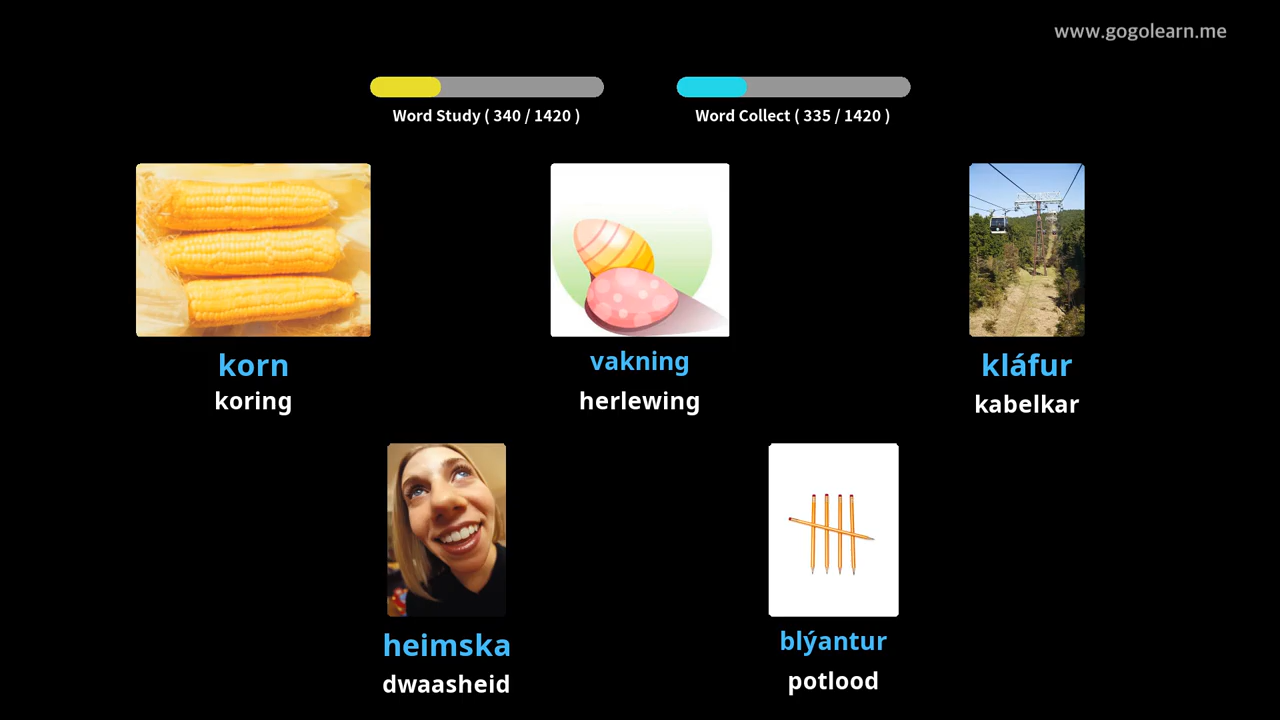 www.gogolearn.me
Word Study ( 340 / 1420 )
Word Collect ( 335 / 1420 )
korn
koring
vakning
herlewing
kláfur
kabelkar
heimska
dwaasheid
blýantur
potlood